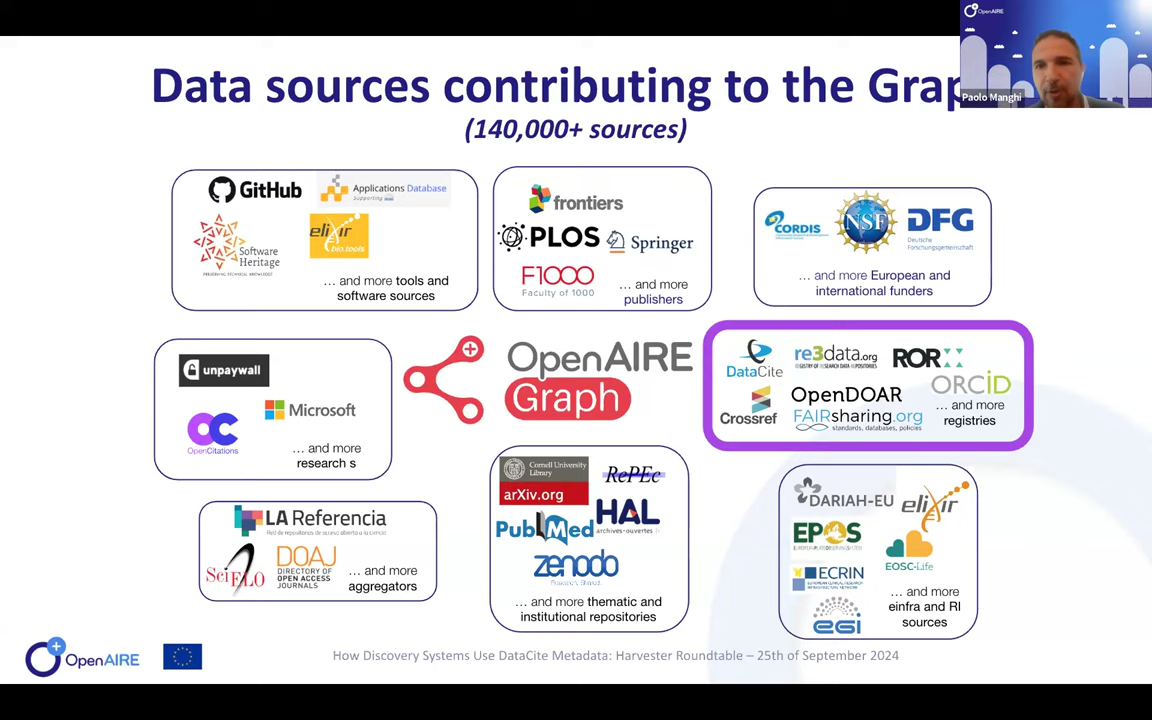 OpenAIRE
Paolo Manghi
Data sources contributing to the Grap
(140,000+ sources)
GitHub
Applications Database
Supporting
Software
Heritage
PRESERVING TECHNICAL KNOWLEDGE
elixir
bio.tools
… and more tools and
software sources
frontiers
PLOS
Springer
F1000
Faculty of 1000
… and more
publishers
CORDIS
NSF
DFG
Deutsche
Forschungsgemeinschaft
… and more European and
international funders
unpaywall
Microsoft
OC
OpenCitations
… and more
research s
OpenAIRE
Graph
DataCite
re3data.org
REGISTRY OF RESEARCH DATA REPOSITORIES
ROR
ORCID
Crossref
OpenDOAR
FAIRsharing.org
standards, databases, policies
… and more
registries
LA Referencia
Red de repositorios de acceso abierto a la ciencia
SciELO
DOAJ
DIRECTORY OF
OPEN ACCESS
JOURNALS
… and more
aggregators
Cornell University
Library
arXiv.org
RePEc
PubMed
HAL
archives-ouvertes
zenodo
… and more thematic and
institutional repositories
DARIAH-EU
elixir
EPOS
EOSC-Life
ECRIN
EUROPEAN CLINICAL RESEARCH
INFRASTRUCTURE NETWORK
EGI
… and more
einfra and RI
sources
OpenAIRE
How Discovery Systems Use DataCite Metadata: Harvester Roundtable – 25th of September 2024